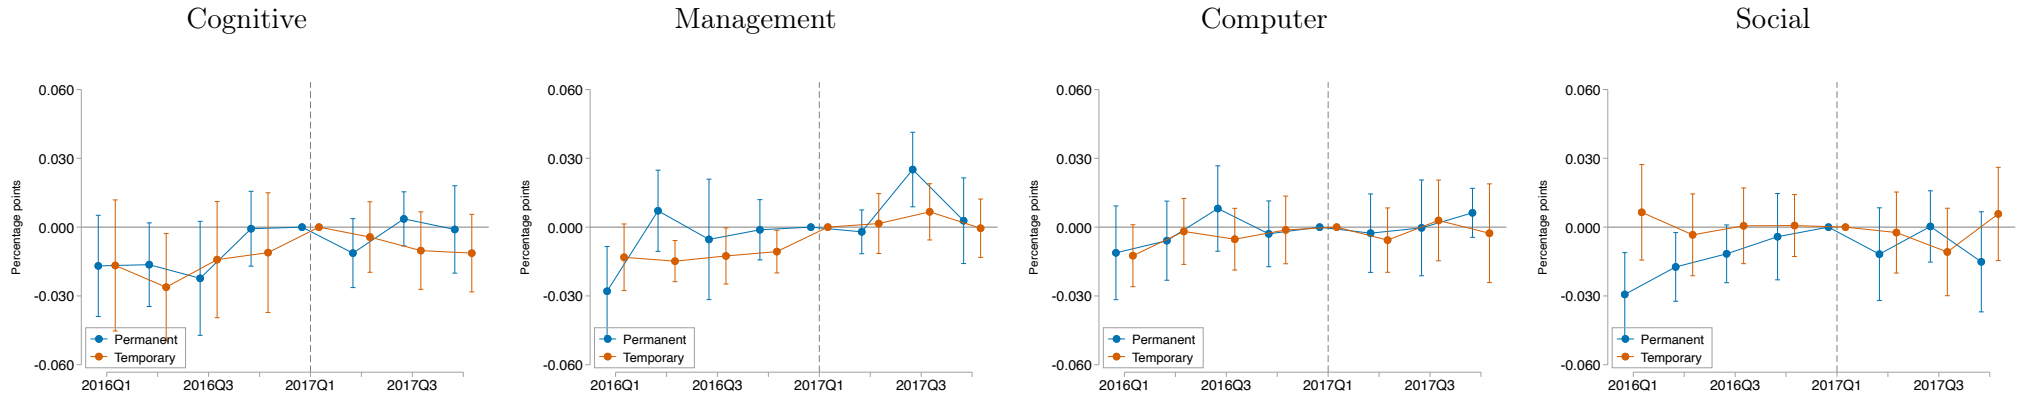 Cognitive
Percentage points
0.060
0.030
0.000
-0.030
-0.060
Permanent
Temporary
2016Q1 2016Q3 2017Q1 2017Q3
Management
Percentage points
0.060
0.030
0.000
-0.030
-0.060
Permanent
Temporary
2016Q1 2016Q3 2017Q1 2017Q3
Computer
Percentage points
0.060
0.030
0.000
-0.030
-0.060
Permanent
Temporary
2016Q1 2016Q3 2017Q1 2017Q3
Social
Percentage points
0.060
0.030
0.000
-0.030
-0.060
Permanent
Temporary
2016Q1 2016Q3 2017Q1 2017Q3